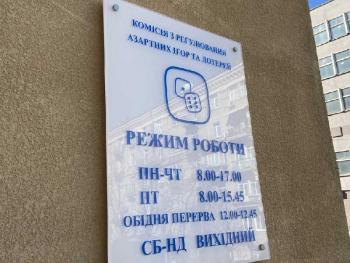 КОМІСІЯ З РЕГУЛЮВАННЯ
АЗАРТНИХ ІГОР ТА ЛОТЕРЕЙ
РЕЖИМ РОБОТИ
ПН-ЧТ 8.00-17.00
ПТ 8.00-15.45
ОБІДНЯ ПЕРЕРВА 12.00-12.45
СБ-НД ВИХІДНИЙ